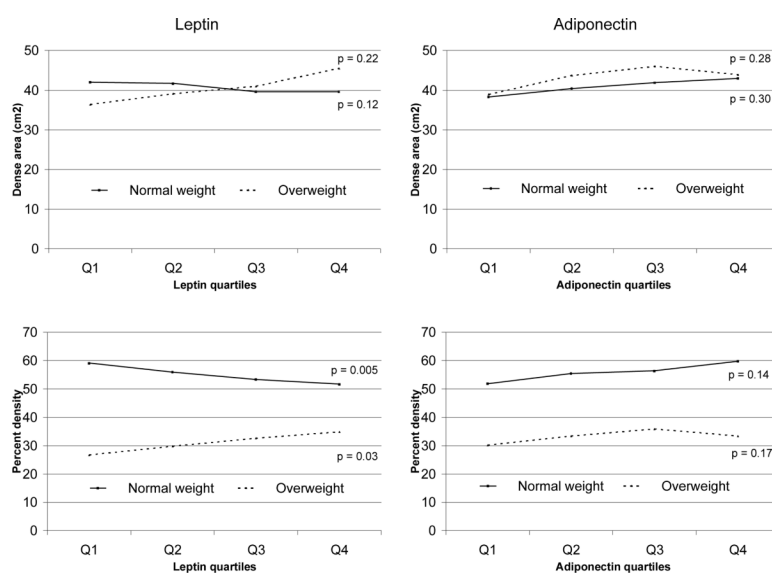 Leptin
Adiponectin
50
40
30
20
10
0
Dense area (cm2)
p = 0.22
p = 0.12
Normal weight
Overweight
Q1 Q2 Q3 Q4
Leptin quartiles
50
40
30
20
10
0
Dense area (cm2)
p = 0.28
p = 0.30
Normal weight
Overweight
Q1 Q2 Q3 Q4
Adiponectin quartiles
70
60
50
40
30
20
10
0
Percent density
p = 0.005
p = 0.03
Normal weight
Overweight
Q1 Q2 Q3 Q4
Leptin quartiles
70
60
50
40
30
20
10
0
Percent density
p = 0.14
p = 0.17
Normal weight
Overweight
Q1 Q2 Q3 Q4
Adiponectin quartiles